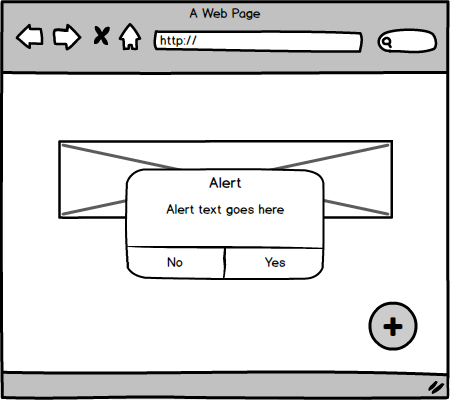 A Web Page
http://
Alert
Alert text goes here
No
Yes